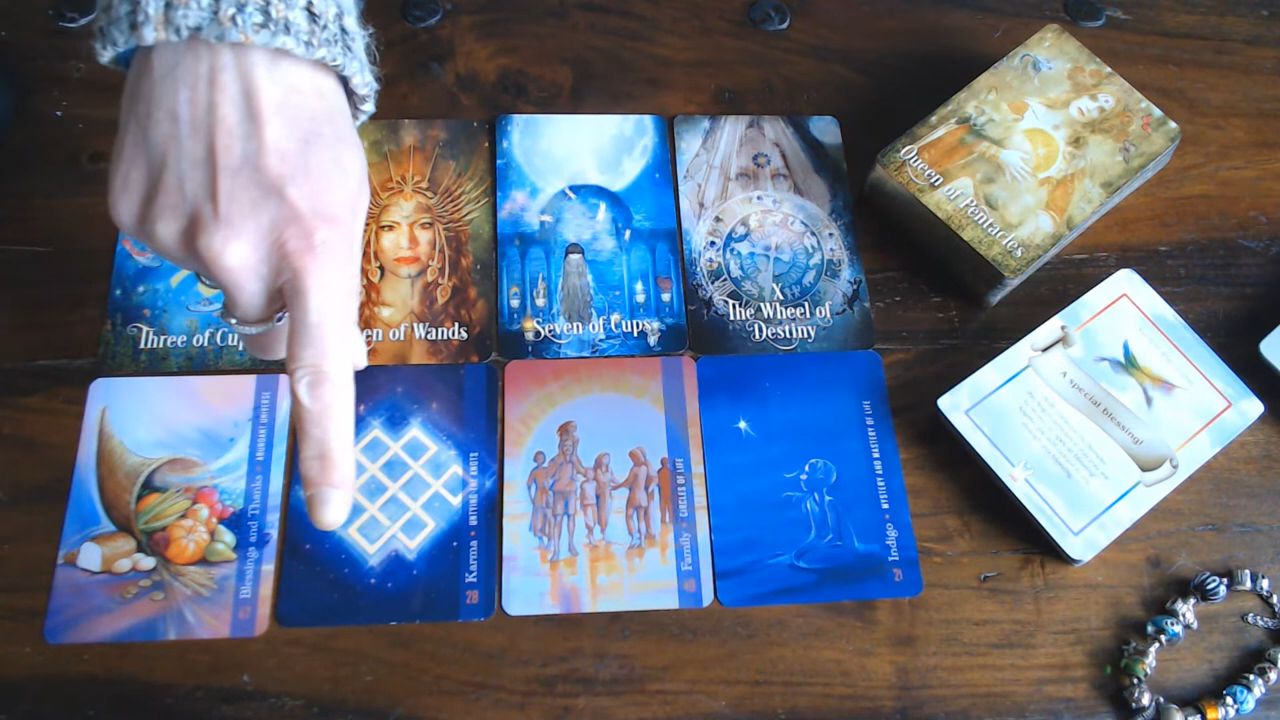 Three of Cup
en of Wands
Seven of Cups
X
The Wheel of
Destiny
Queen of Pentacles
A special blessing!
Blessings and Thanks • ABUNDANT UNIVERSE
Karma • UNTYING THE KNOTS
28
Family • CIRCLES OF LIFE
Indigo • MYSTERY AND MASTERY OF LIFE
21